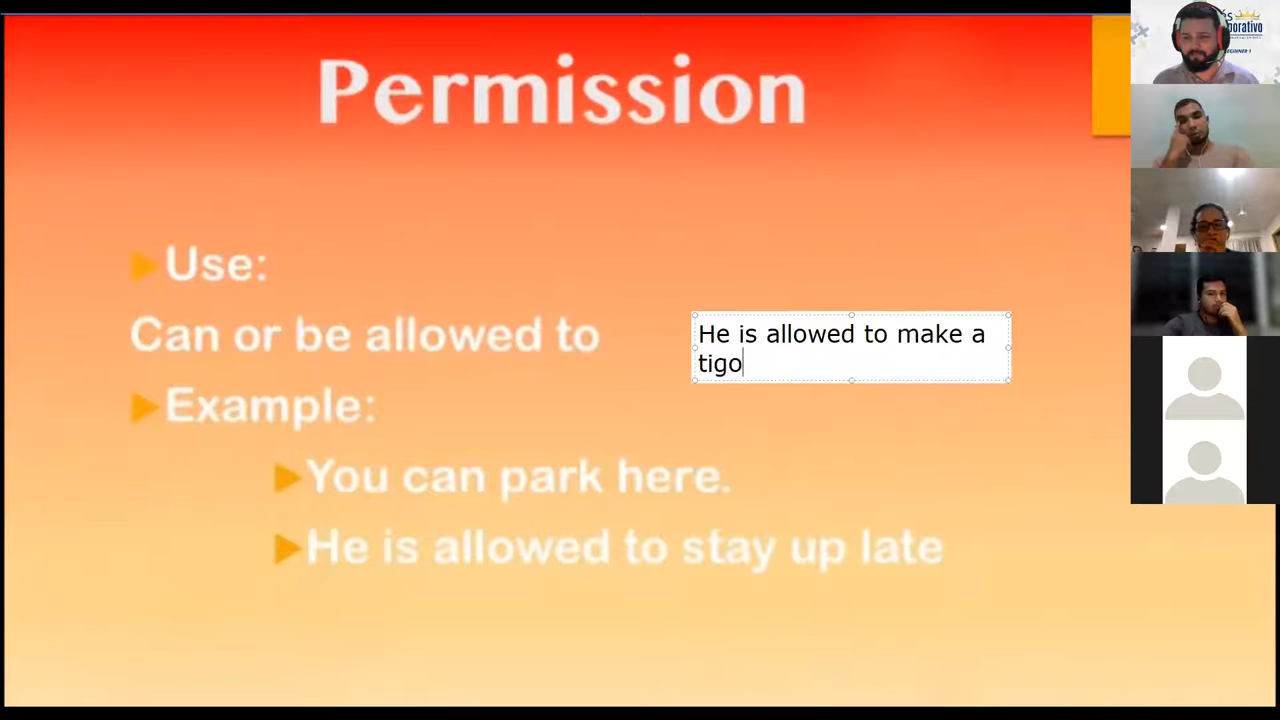 Permission
Use:
Can or be allowed to
He is allowed to make a
tigo
Example:
You can park here.
He is allowed to stay up late